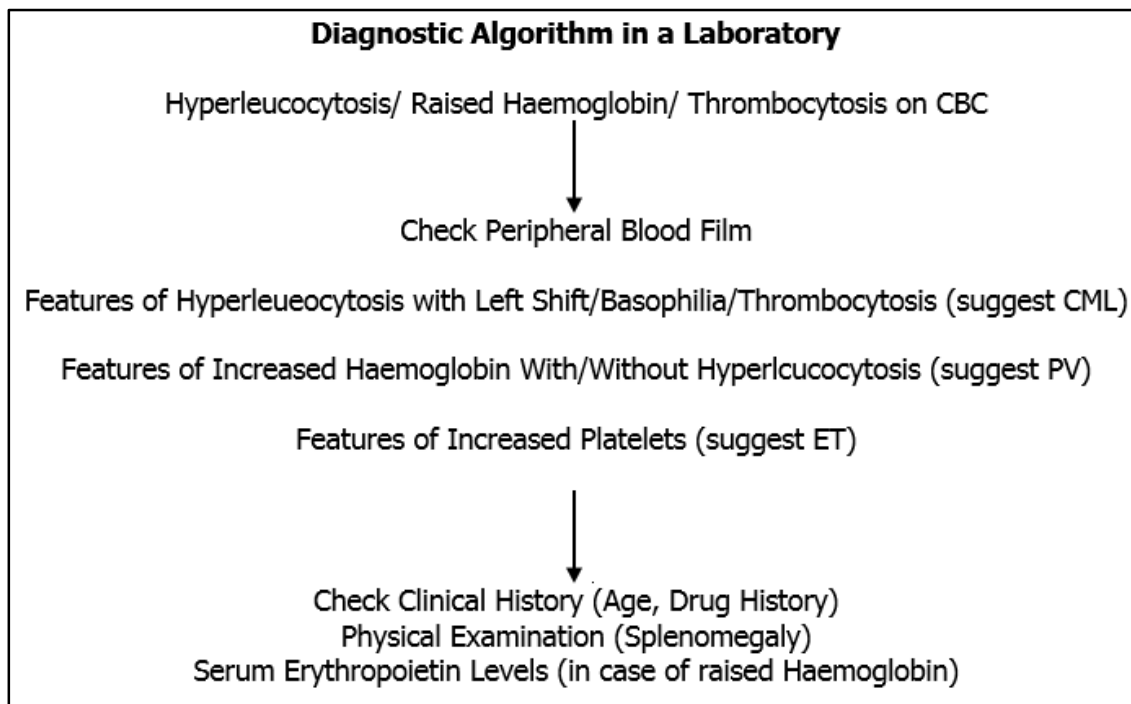 Diagnostic Algorithm in a Laboratory
Hyperleucocytosis/ Raised Haemoglobin/ Thrombocytosis on CBC
Check Peripheral Blood Film
Features of Hyperleueocytosis with Left Shift/Basophilia/Thrombocytosis (suggest CML)
Features of Increased Haemoglobin With/Without Hyperlcucocytosis (suggest PV)
Features of Increased Platelets (suggest ET)
Check Clinical History (Age, Drug History)
Physical Examination (Splenomegaly)
Serum Erythropoietin Levels (in case of raised Haemoglobin)